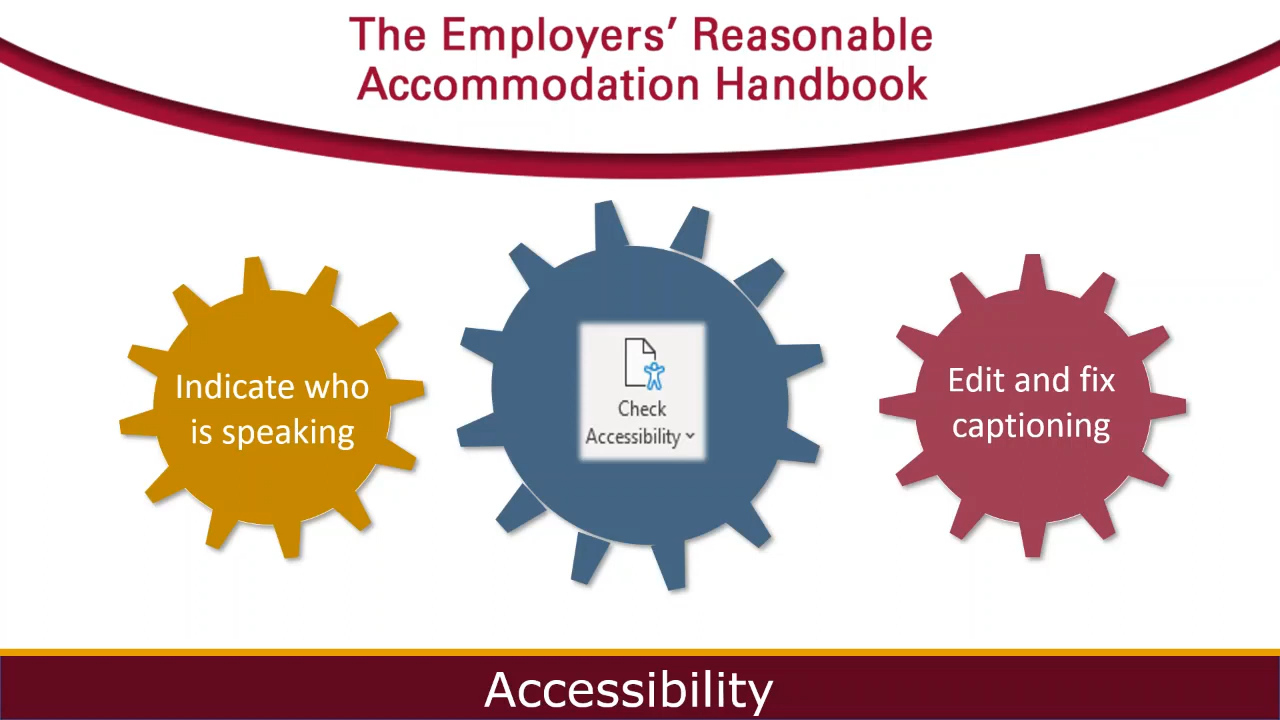 The Employers’ Reasonable
Accommodation Handbook
Indicate who
is speaking
Check
Accessibility
Edit and fix
captioning
Accessibility